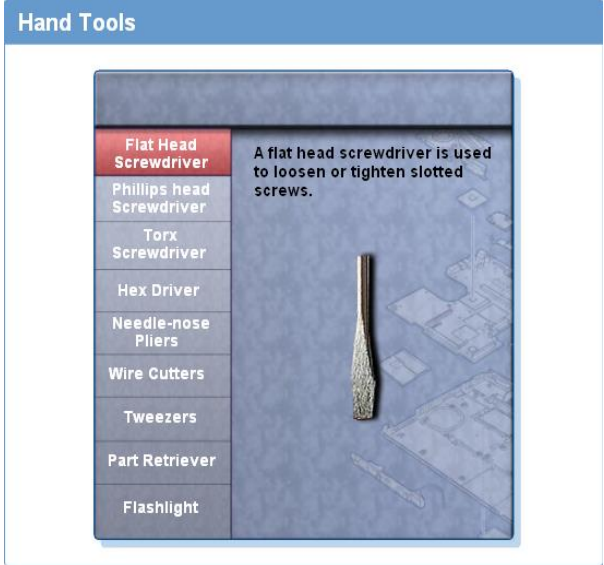 Hand Tools
Flat Head
Screwdriver
Phillips head
Screwdriver
Torx
Screwdriver
Hex Driver
Needle-nose
Pliers
Wire Cutters
Tweezers
Part Retriever
Flashlight
A flat head screwdriver is used
to loosen or tighten slotted
screws.